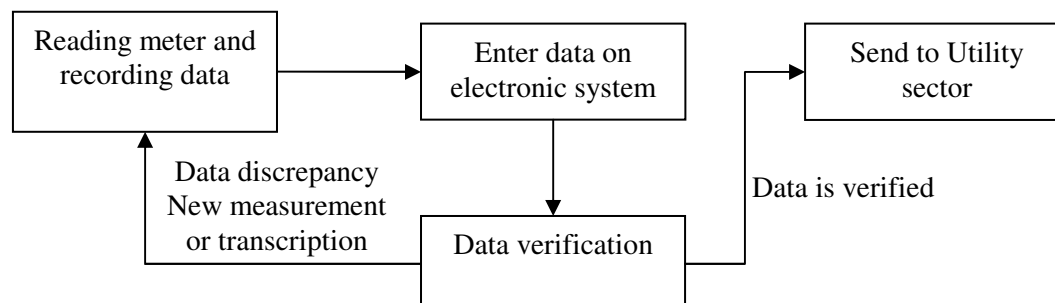 Reading meter and
recording data
Enter data on
electronic system
Send to Utility
sector
Data discrepancy
New measurement
or transcription
Data is verified
Data verification